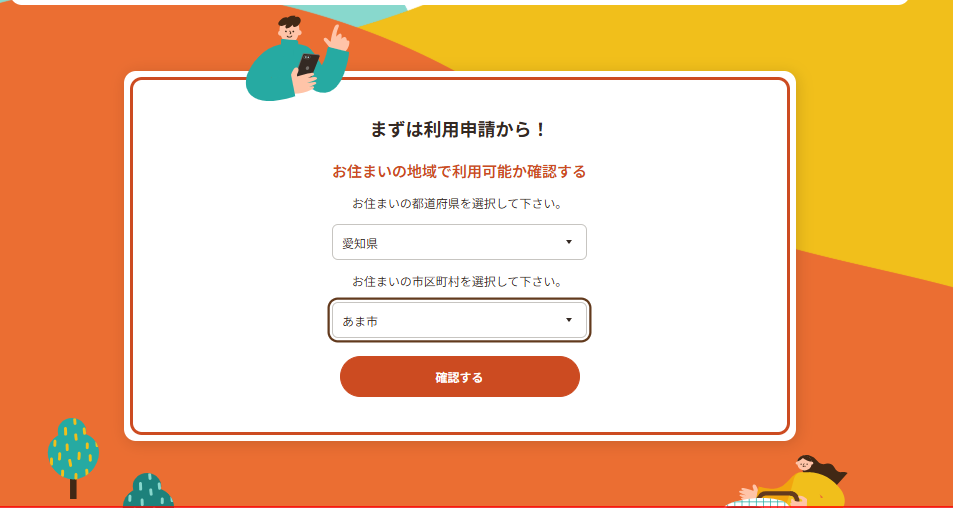 まずは利用申請から！
お住まいの地域で利用可能か確認する
お住まいの都道府県を選択して下さい。
愛知県
お住まいの市区町村を選択して下さい。
あま市
確認する